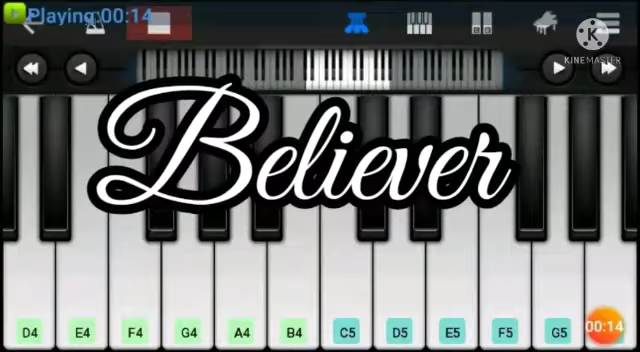 Playing 00:14
K
KINEMASTER
Believer
D4 E4 F4 G4 A4 B4 C5 D5 E5 F5 G5
00:14